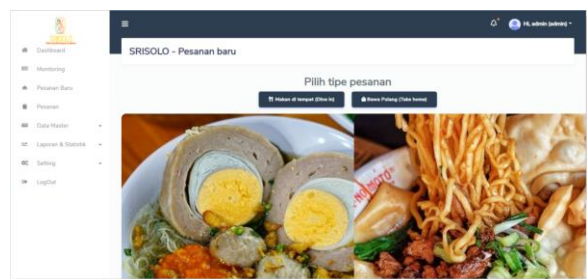 Hi, admin (admin)
SRISOLO
Dashboard
Monitoring
Pesanan Baru
Pesanan
Data Master
Laporan & Statistik
Setting
LogOut
SRISOLO - Pesanan baru
Pilih tipe pesanan
Makan di tempat (Dine in)
Bawa Pulang (Take home)